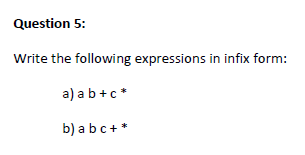 Question 5:
Write the following expressions in infix form:
a) a b + c *
b) a b c + *